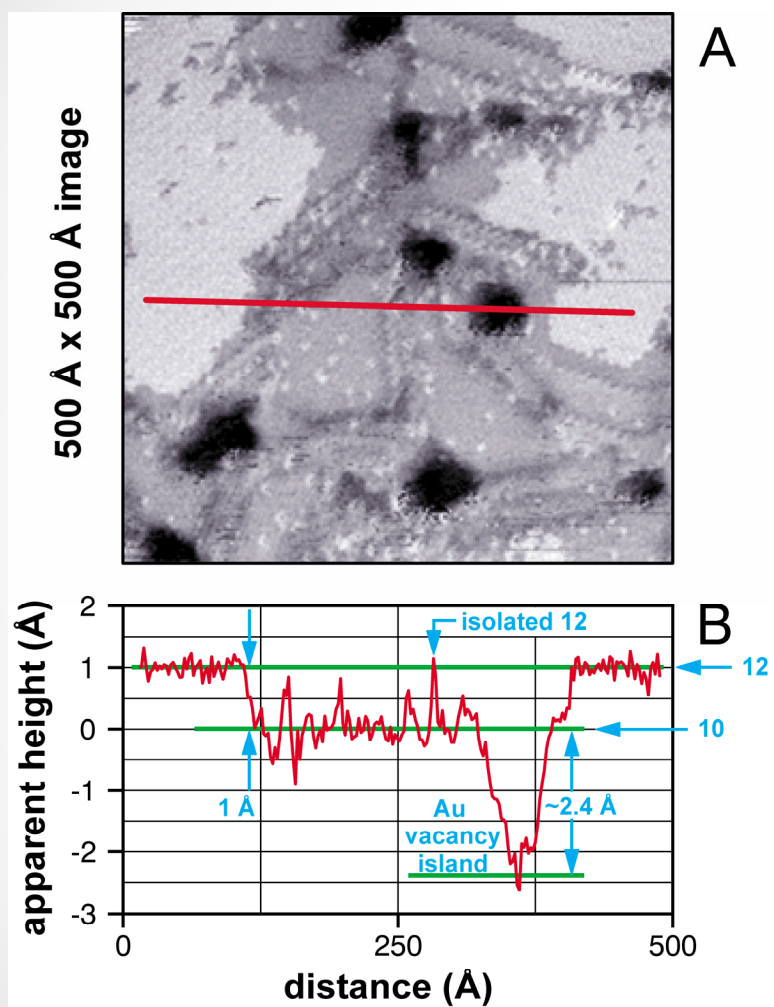 A
500 Å x 500 Å image
B
2
1
0
-1
-2
-3
apparent height (Å)
isolated 12
12
10
1 Å
Au
vacancy
island
~2.4 Å
0
250
500
distance (Å)